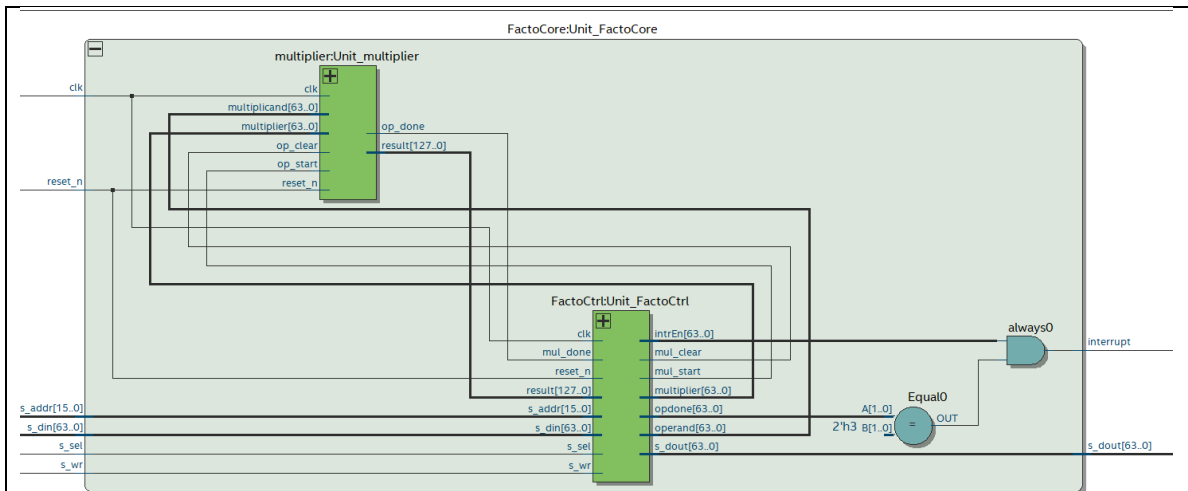 FactoCore:Unit_FactoCore
multiplier:Unit_multiplier
clk
clk
multiplicand[63..0]
multiplier[63..0]
op_done
op_clear
result[127..0]
op_start
reset_n
reset_n
FactoCtrl:Unit_FactoCtrl
clk
intrEn[63..0]
always0
interrupt
mul_done
mul_clear
reset_n
mul_start
result[127..0]
multiplier[63..0]
Equal0
s_addr[15..0]
s_addr[15..0]
opdone[63..0]
A[1..0]
OUT
s_din[63..0]
s_din[63..0]
operand[63..0]
2'h3 B[1..0]
=
s_sel
s_sel
s_dout[63..0]
s_dout[63..0]
s_wr
s_wr